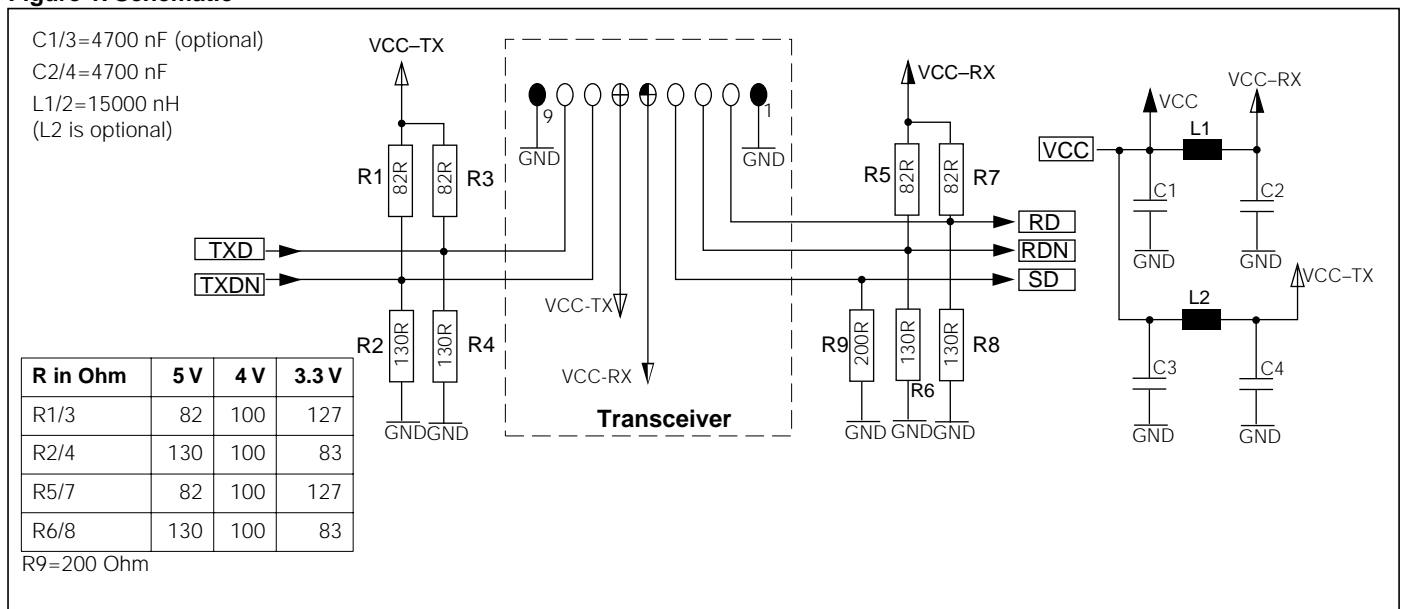 Figure 1. Schematic
C1/3=4700 nF (optional)
C2/4=4700 nF
L1/2=15000 nH
(L2 is optional)
VCC–TX
R1
82R
82R
R3
TXD
TXDN
R2
130R
130R
R4
GND
GND
9
1
GND
GND
VCC-TX
VCC-RX
Transceiver
VCC–RX
R5
82R
82R
R7
RD
RDN
SD
R9
200R
130R
R6
130R
R8
GND
GND
GND
VCC
VCC
L1
VCC–RX
C1
C2
GND
GND
L2
VCC–TX
C3
C4
GND
GND
R in Ohm 5 V 4 V 3.3 V
R1/3 82 100 127
R2/4 130 100 83
R5/7 82 100 127
R6/8 130 100 83
R9=200 Ohm